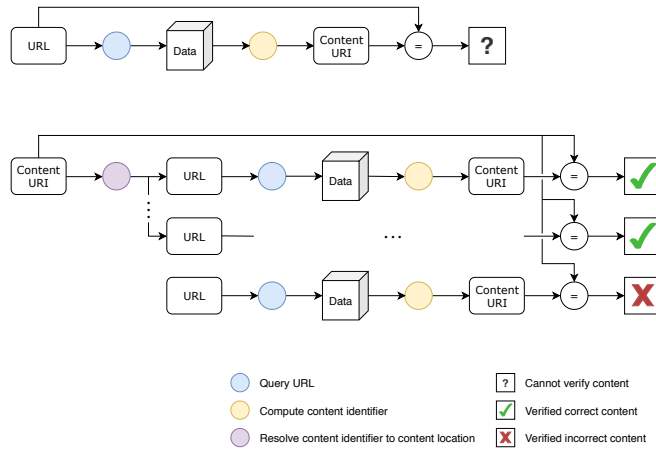 URL
Data
Content
URI
=
?
Content
URI
URL
Data
Content
URI
=
URL
...
=
URL
Data
Content
URI
=
Query URL
? Cannot verify content
Compute content identifier
Verified correct content
Resolve content identifier to content location
Verified incorrect content